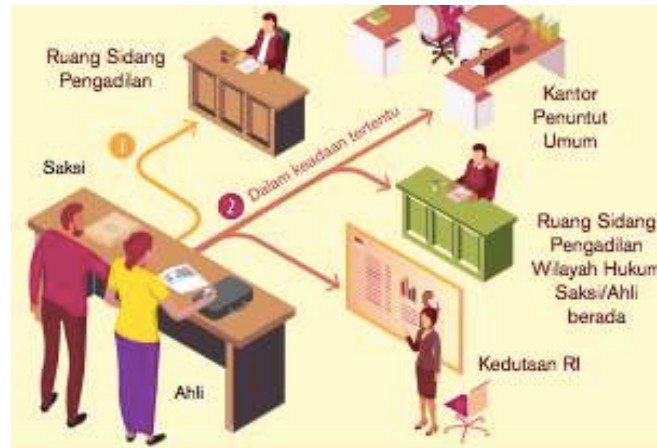 Ruang Sidang
Pengadilan
Kantor
Penuntut
Umum
1
Saksi
2 Dalam keadaan tertentu
Ruang Sidang
Pengadilan
Wilayah Hukum
Saksi/Ahli
berada
Kedutaan RI
Ahli